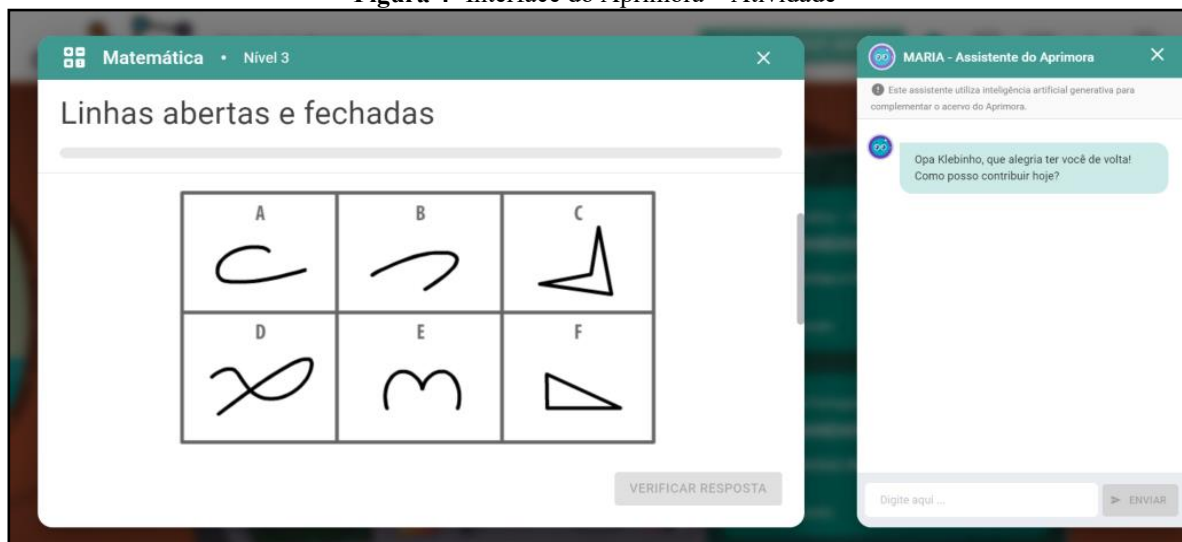 Matemática • Nível 3
Linhas abertas e fechadas
A B C
D E F
VERIFICAR RESPOSTA
MARIA - Assistente do Aprimora
Este assistente utiliza inteligência artificial generativa para
complementar o acervo do Aprimora.
Opa Klebinho, que alegria ter você de volta!
Como posso contribuir hoje?
Digite aqui ...
ENVIAR